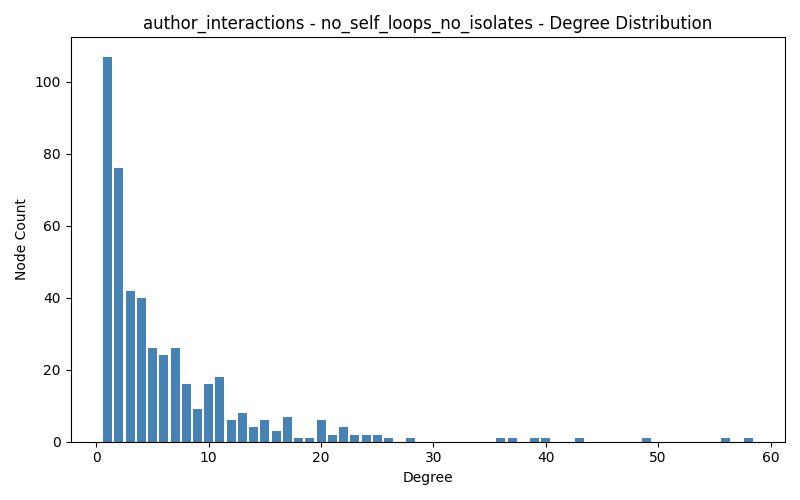 author_interactions - no_self_loops_no_isolates - Degree Distribution
100
80
60
40
20
0
Node Count
0 10 20 30 40 50 60
Degree